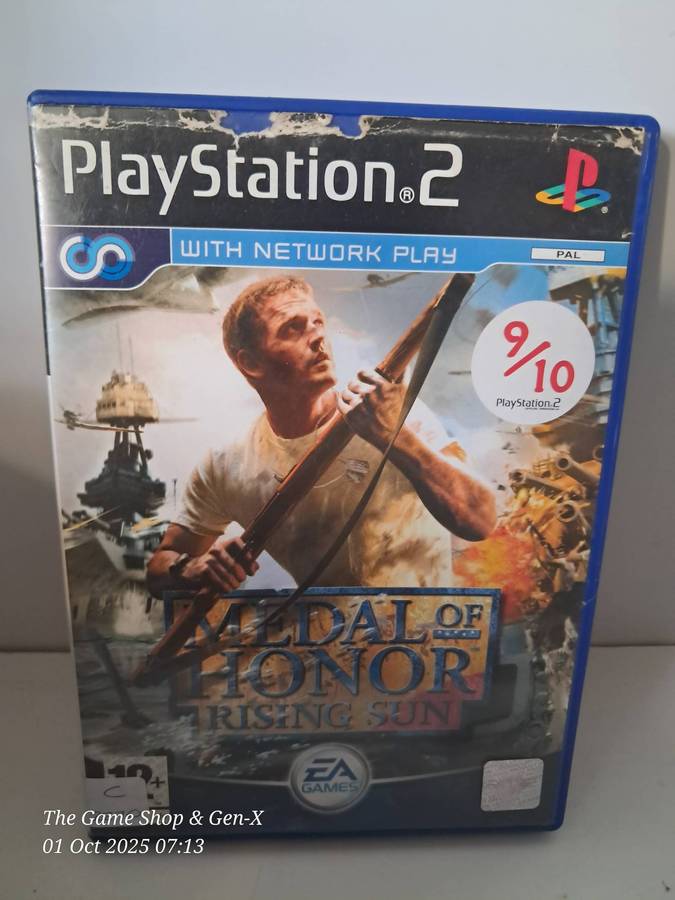 PlayStation®2
WITH NETWORK PLAY
PAL
9/10
PlayStation.2
MEDAL OF
HONOR
RISING SUN
12+
C
EA
GAMES
The Game Shop & Gen-X
01 Oct 2025 07:13